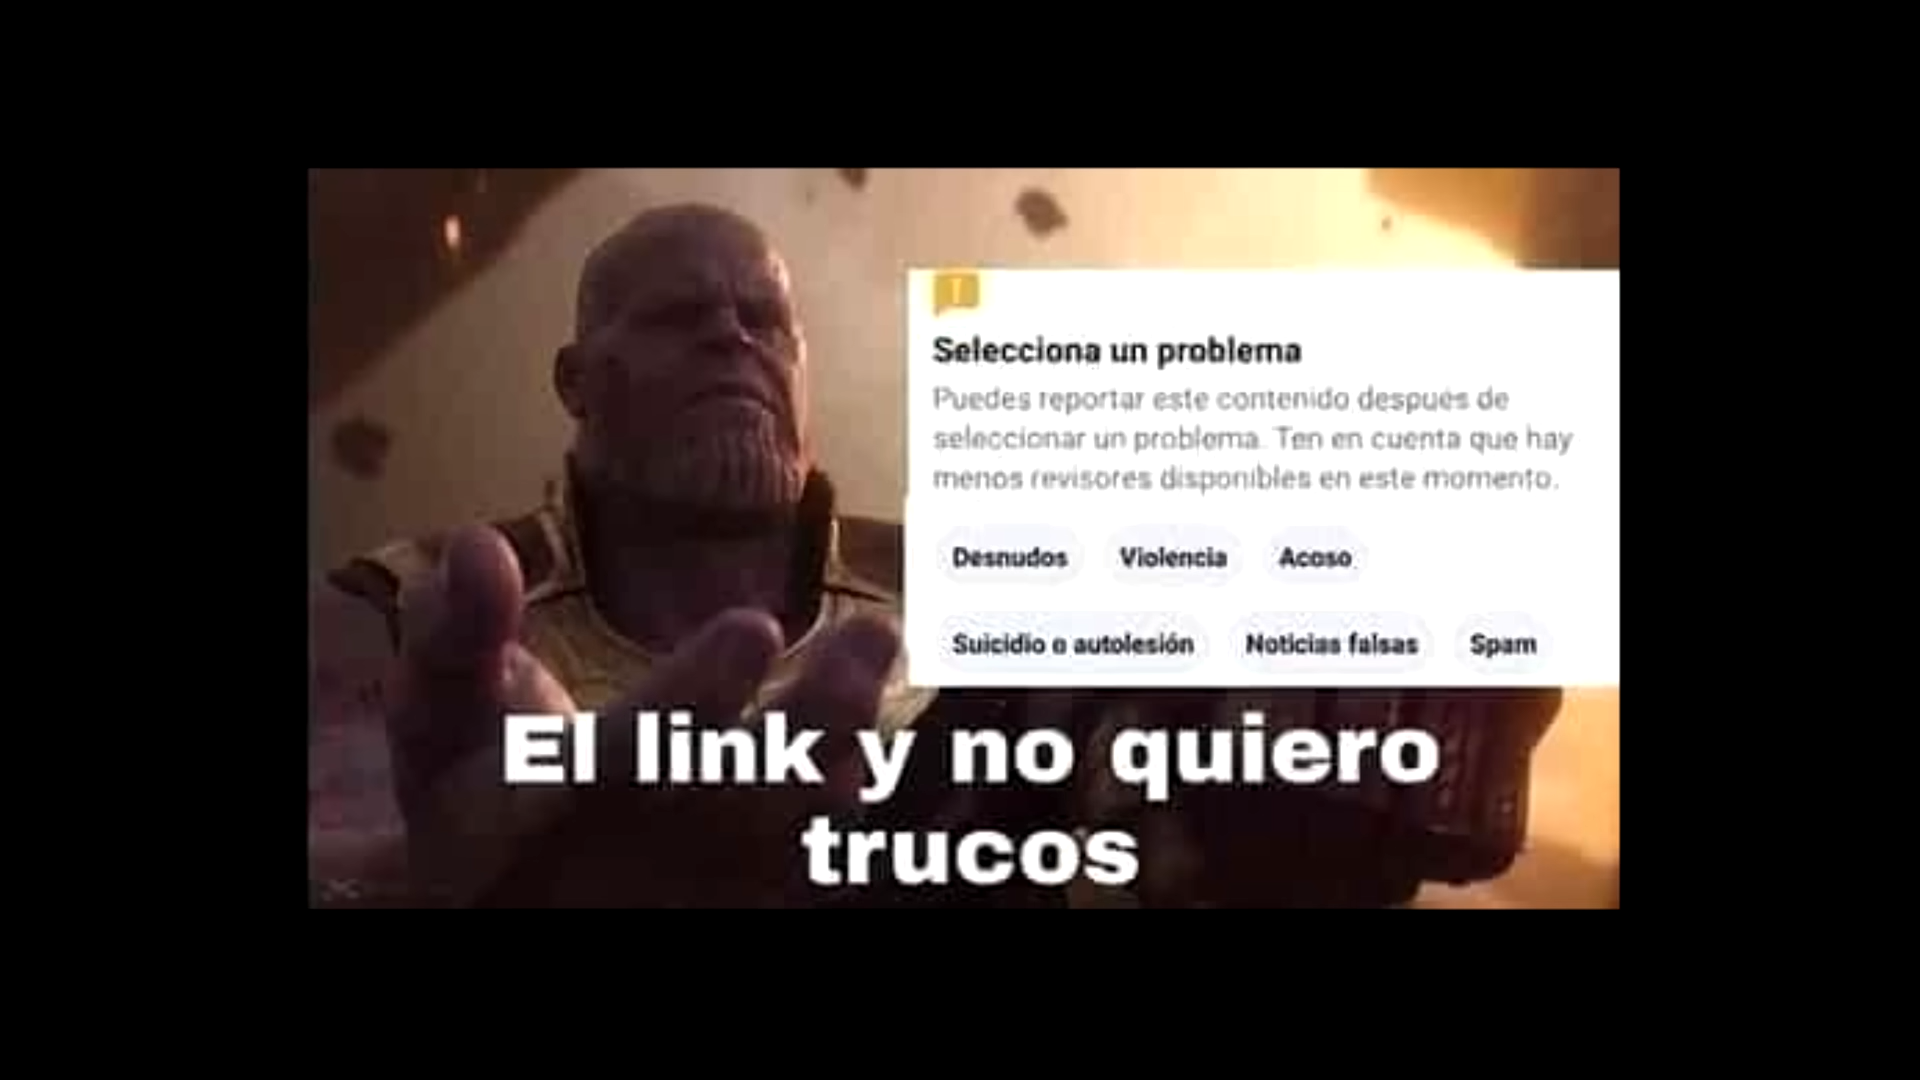 Selecciona un problema
Puedes reportar este contenido después de
seleccionar un problema. Ten en cuenta que hay
menos revisores disponibles en este momento.
Desnudos Violencia Acoso
Suicidio o autolesión Noticias falsas Spam
El link y no quiero
trucos